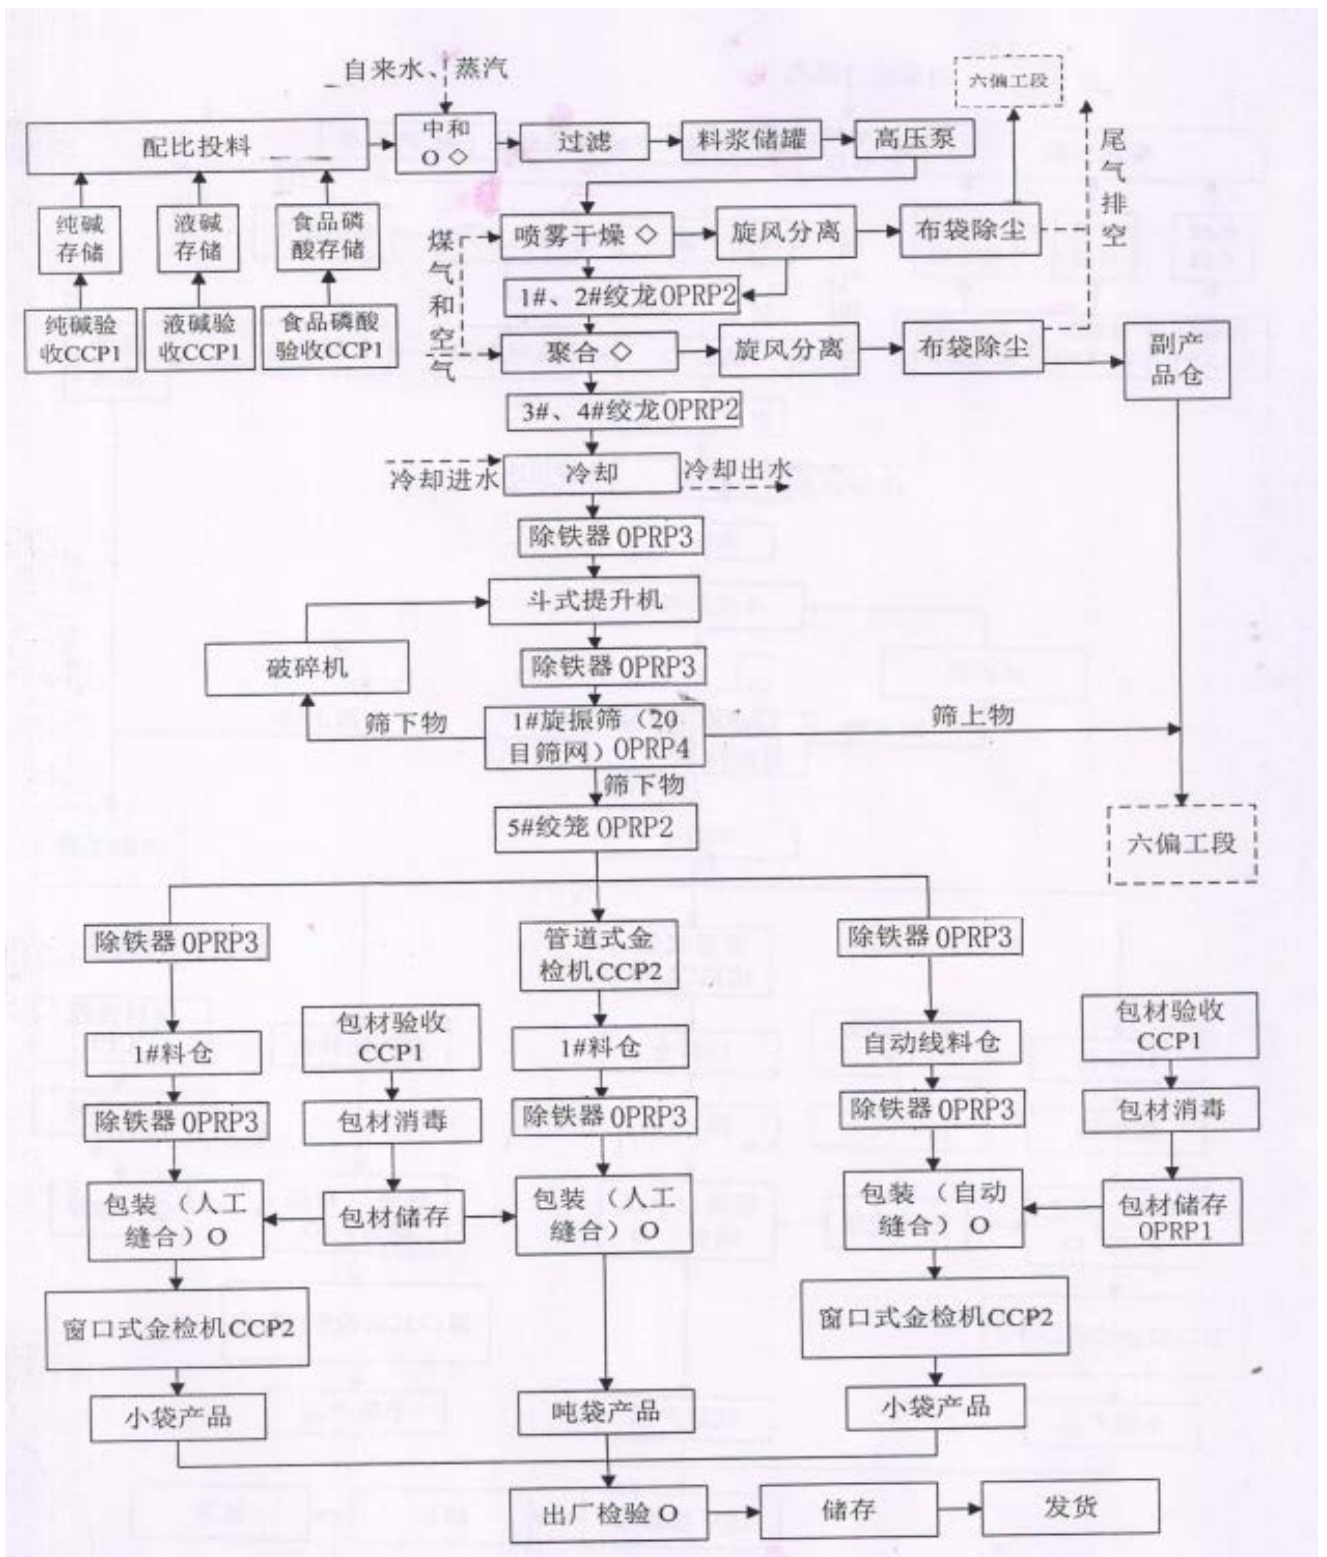 自来水、蒸汽
六偏工段
配比投料
中和
O ◇
过滤
料浆储罐
高压泵
尾气排空
纯碱
存储
液碱
存储
食品磷
酸存储
煤气和空气
喷雾干燥 ◇
旋风分离
布袋除尘
1#、2#绞龙OPRP2
纯碱验
收CCP1
液碱验
收CCP1
食品磷酸
验收CCP1
聚合 ◇
旋风分离
布袋除尘
副产
品仓
3#、4#绞龙OPRP2
冷却进水
冷却
冷却出水
除铁器OPRP3
斗式提升机
破碎机
除铁器OPRP3
筛下物
1#旋振筛（20
目筛网）OPRP4
筛上物
筛下物
5#绞笼OPRP2
六偏工段
除铁器OPRP3
管道式金
检机CCP2
除铁器OPRP3
1#料仓
包材验收
CCP1
1#料仓
自动线料仓
包材验收
CCP1
除铁器OPRP3
包材消毒
除铁器OPRP3
除铁器OPRP3
包材消毒
包装（人工
缝合）O
包材储存
包装（人工
缝合）O
包装（自动
缝合）O
包材储存
OPRP1
窗口式金检机CCP2
窗口式金检机CCP2
小袋产品
吨袋产品
小袋产品
出厂检验O
储存
发货